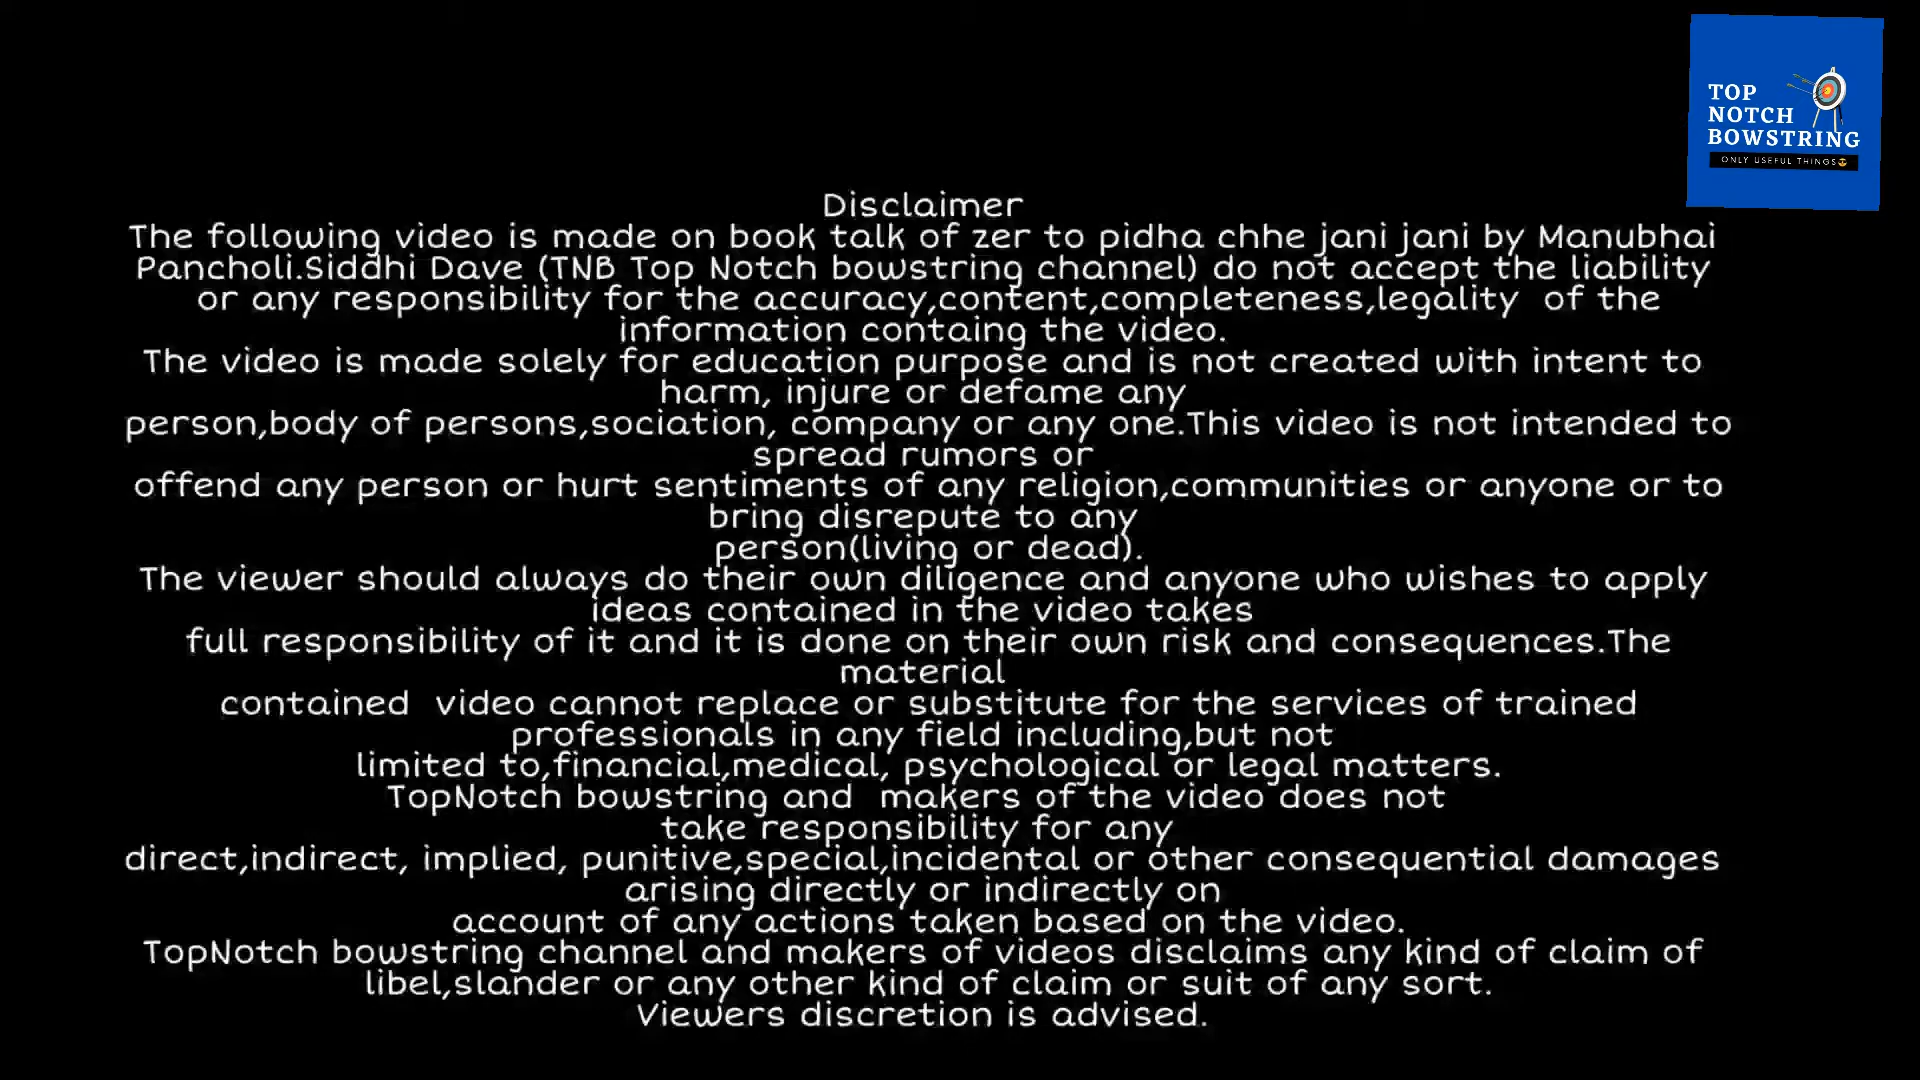 TOP
NOTCH
BOWSTRING
ONLY USEFUL THINGS😎
Disclaimer
The following video is made on book talk of zer to pidha chhe jani jani by Manubhai
Pancholi.Siddhi Dave (TNB Top Notch bowstring channel) do not accept the liability
or any responsibility for the accuracy,content,completeness,legality of the
information containg the video.
The video is made solely for education purpose and is not created with intent to
harm, injure or defame any
person,body of persons,sociation, company or any one.This video is not intended to
spread rumors or
offend any person or hurt sentiments of any religion,communities or anyone or to
bring disrepute to any
person(living or dead).
The viewer should always do their own diligence and anyone who wishes to apply
ideas contained in the video takes
full responsibility of it and it is done on their own risk and consequences.The
material
contained video cannot replace or substitute for the services of trained
professionals in any field including,but not
limited to,financial,medical, psychological or legal matters.
TopNotch bowstring and makers of the video does not
take responsibility for any
direct,indirect, implied, punitive,special,incidental or other consequential damages
arising directly or indirectly on
account of any actions taken based on the video.
TopNotch bowstring channel and makers of videos disclaims any kind of claim of
libel,slander or any other kind of claim or suit of any sort.
Viewers discretion is advised.